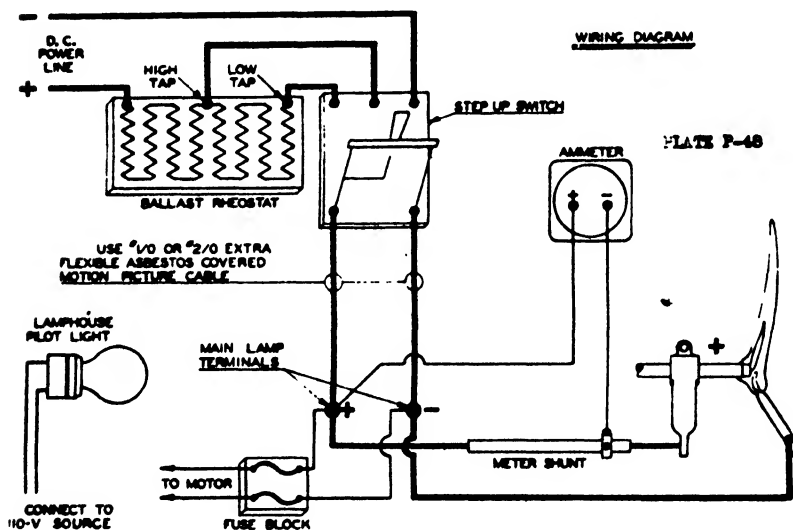 −
D. C.
POWER
LINE
+
HIGH
TAP
LOW
TAP
WIRING DIAGRAM
STEP UP SWITCH
PLATE P-48
AMMETER
+ −
BALLAST RHEOSTAT
USE #1/0 OR #2/0 EXTRA
FLEXIBLE ASBESTOS COVERED
MOTION PICTURE CABLE
LAMPHOUSE
PILOT LIGHT
MAIN LAMP
TERMINALS
+
+ −
METER SHUNT
TO MOTOR
FUSE BLOCK
CONNECT TO
110-V SOURCE